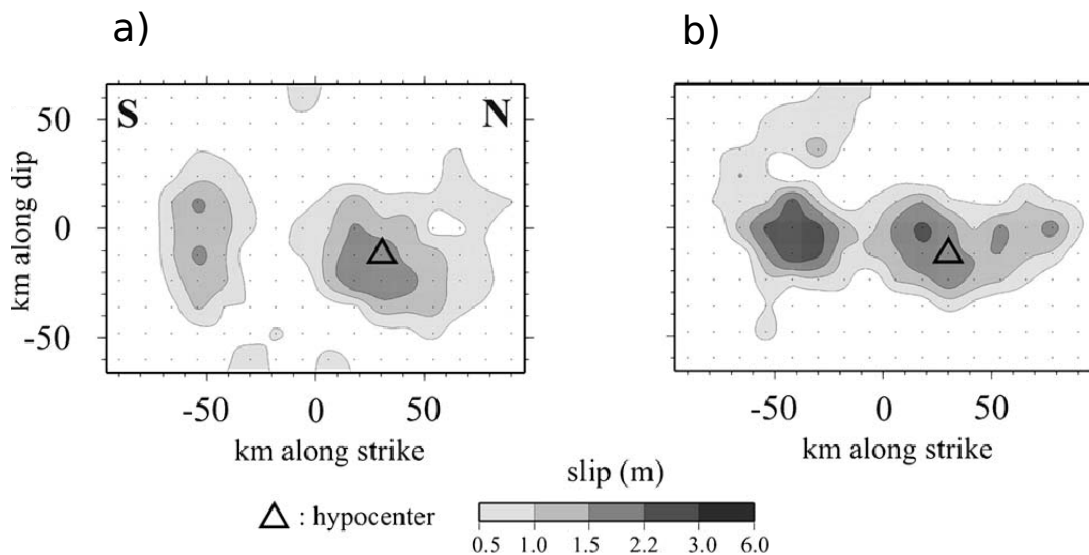 a)
b)
S N
50
0
-50
km along dip
-50 0 50
km along strike
-50 0 50
km along strike
slip (m)
: hypocenter
0.5 1.0 1.5 2.2 3.0 6.0